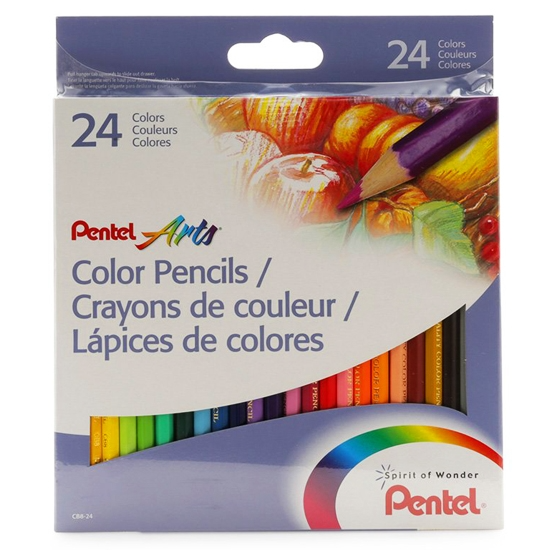 24 Colors
Couleurs
Colores
24 Colors
Couleurs
Colores
Pentel Arts
Color Pencils /
Crayons de couleur /
Lápices de colores
Spirit of Wonder
Pentel
CB8-24